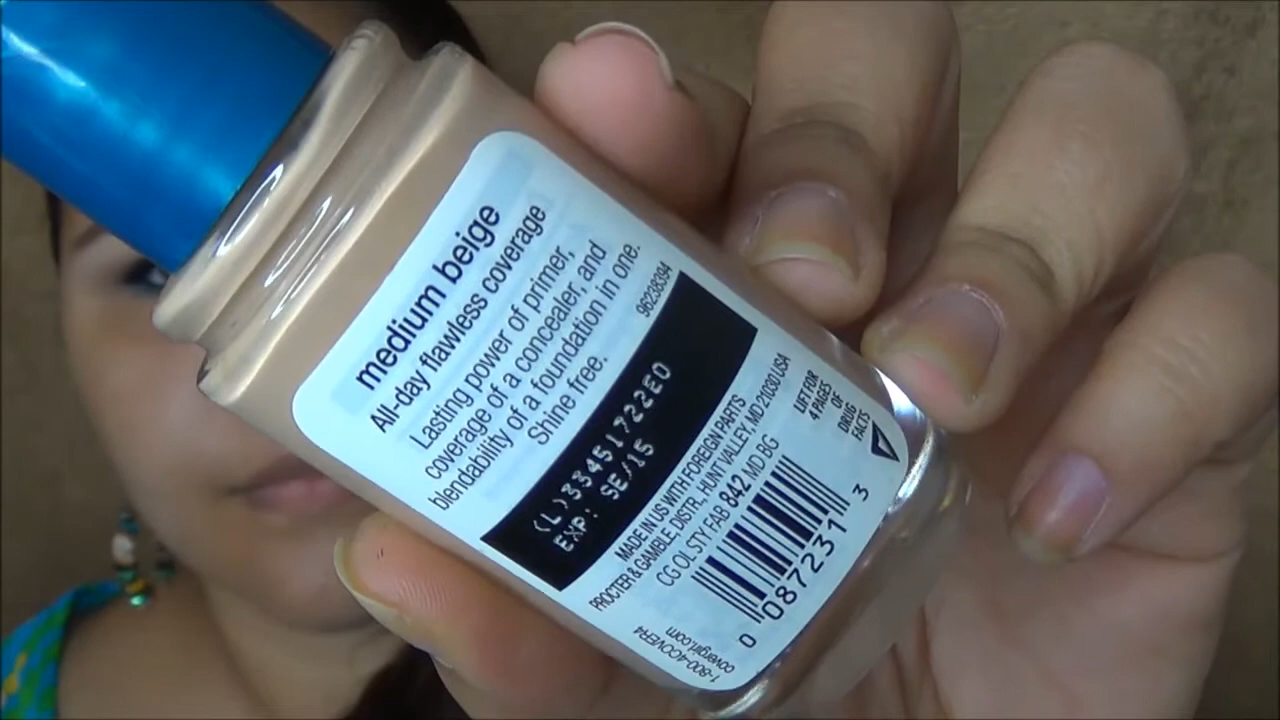 medium beige
All-day flawless coverage
Lasting power of primer,
coverage of a concealer, and
blendability of a foundation in one.
Shine free.
96238394
(L)33451722E0
EXP: SE/15
MADE IN US WITH FOREIGN PARTS
PROCTER & GAMBLE, DISTR., HUNT VALLEY, MD 21030 USA
CG OL STY FAB 842 MD BG
LIFT FOR
4 PAGES
OF
DRUG
FACTS
0 087231 3
1-800-4COVER4
covergirl.com